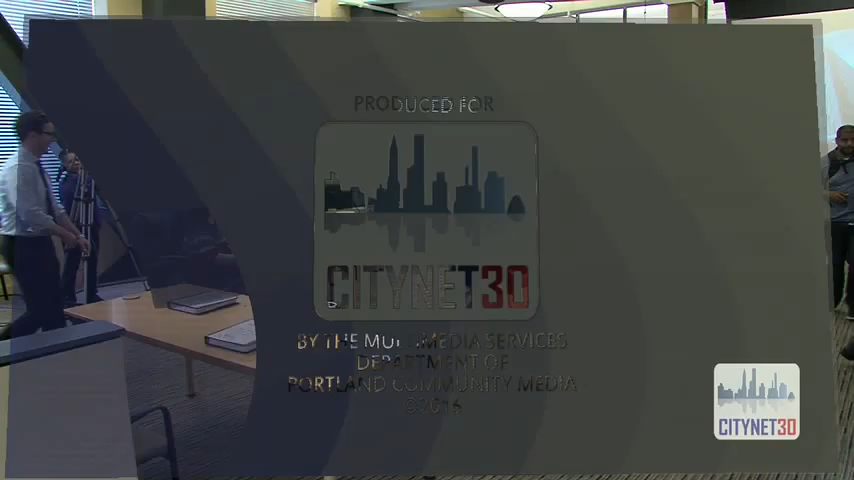 PRODUCED FOR
CITYNET30
BY THE MULTIMEDIA SERVICES
DEPARTMENT OF
PORTLAND COMMUNITY MEDIA
©2016
CITYNET30